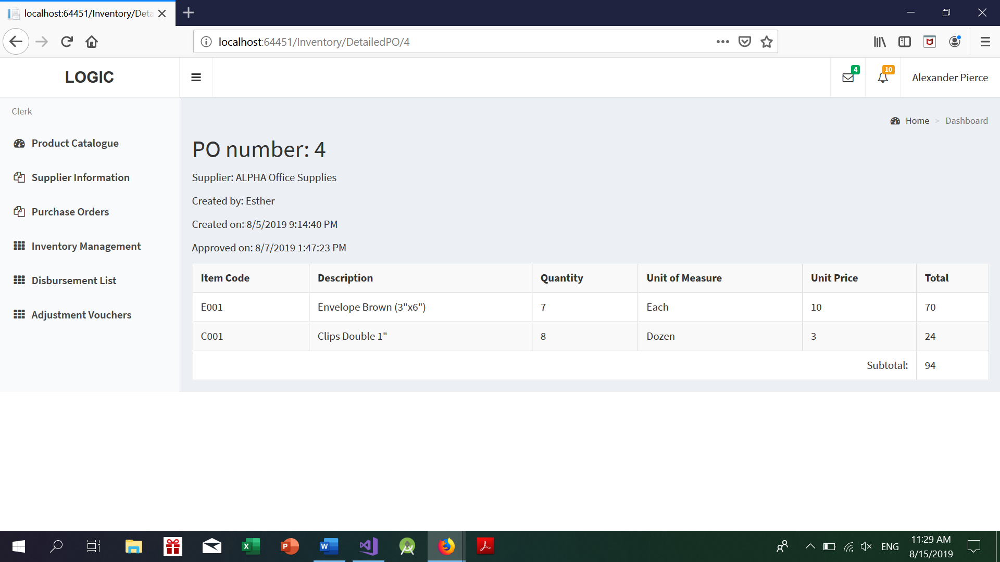 localhost:64451/Inventory/Deta
localhost:64451/Inventory/DetailedPO/4
LOGIC
4
10
Alexander Pierce
Clerk
Home > Dashboard
Product Catalogue
Supplier Information
Purchase Orders
Inventory Management
Disbursement List
Adjustment Vouchers
PO number: 4
Supplier: ALPHA Office Supplies
Created by: Esther
Created on: 8/5/2019 9:14:40 PM
Approved on: 8/7/2019 1:47:23 PM
Item Code Description Quantity Unit of Measure Unit Price Total
E001 Envelope Brown (3"x6") 7 Each 10 70
C001 Clips Double 1" 8 Dozen 3 24
Subtotal: 94
X
P
W
ENG
11:29 AM
8/15/2019